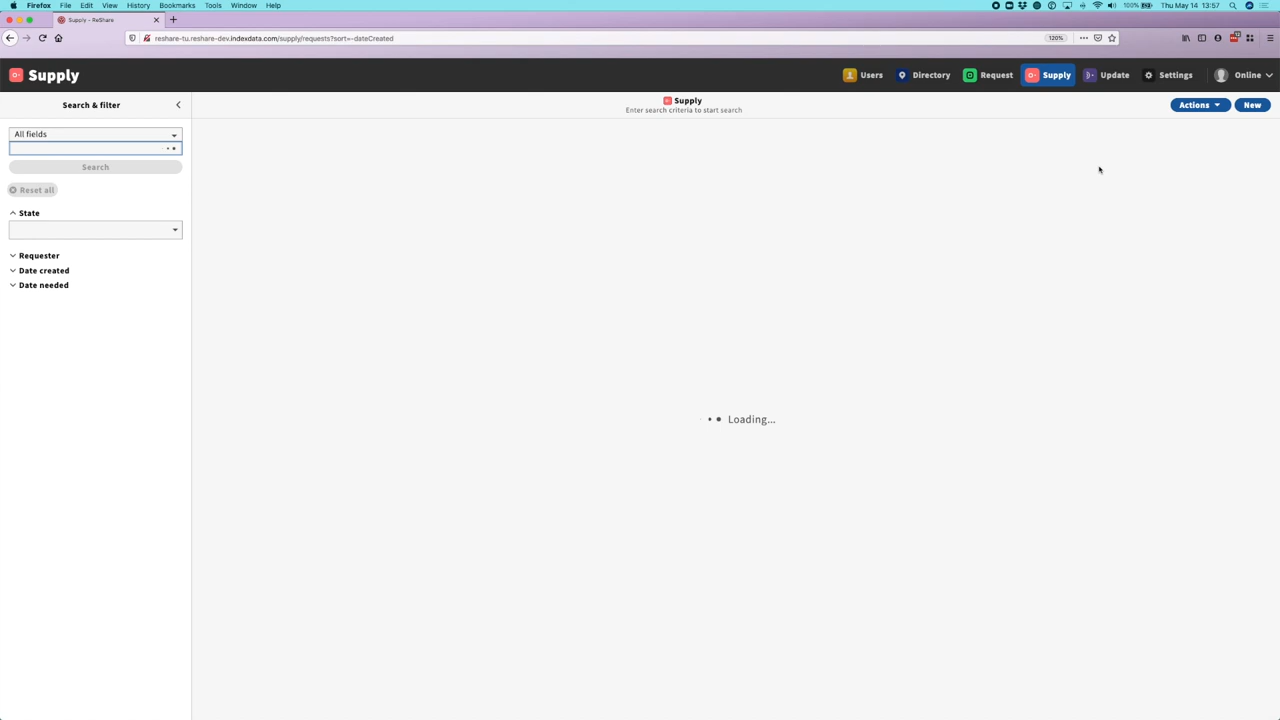 Firefox File Edit View History Bookmarks Tools Window Help 100% Thu May 14 13:57
Supply - ReShare
reshare-tu.reshare-dev.indexdata.com/supply/requests?sort=-dateCreated 120%
Supply Users Directory Request Supply Update Settings Online
Search & filter
Supply
Enter search criteria to start search
Actions New
All fields
Search
Reset all
State
Requester
Date created
Date needed
Loading...